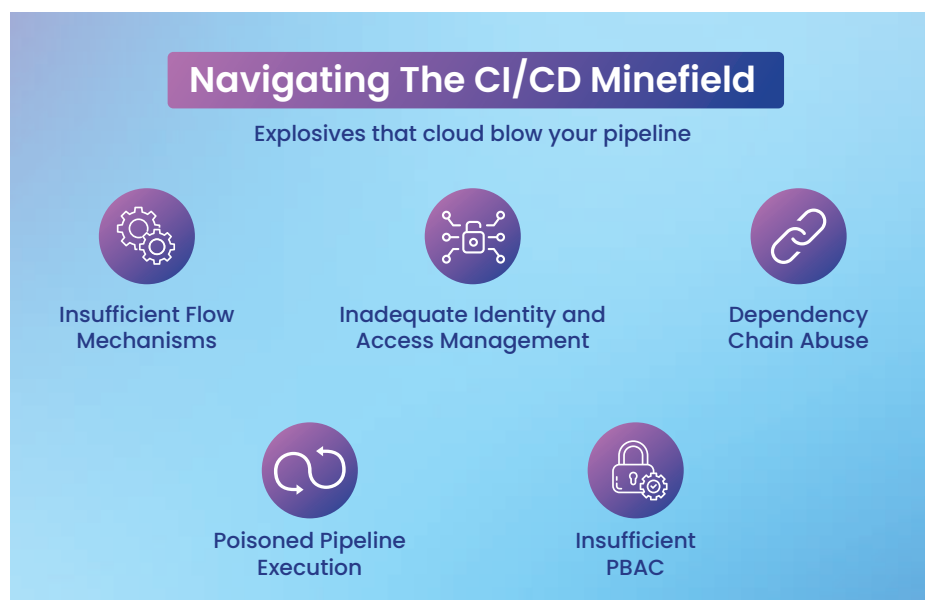 Navigating The CI/CD Minefield
Explosives that cloud blow your pipeline
Insufficient Flow
Mechanisms
Inadequate Identity and
Access Management
Dependency
Chain Abuse
Poisoned Pipeline
Execution
Insufficient
PBAC